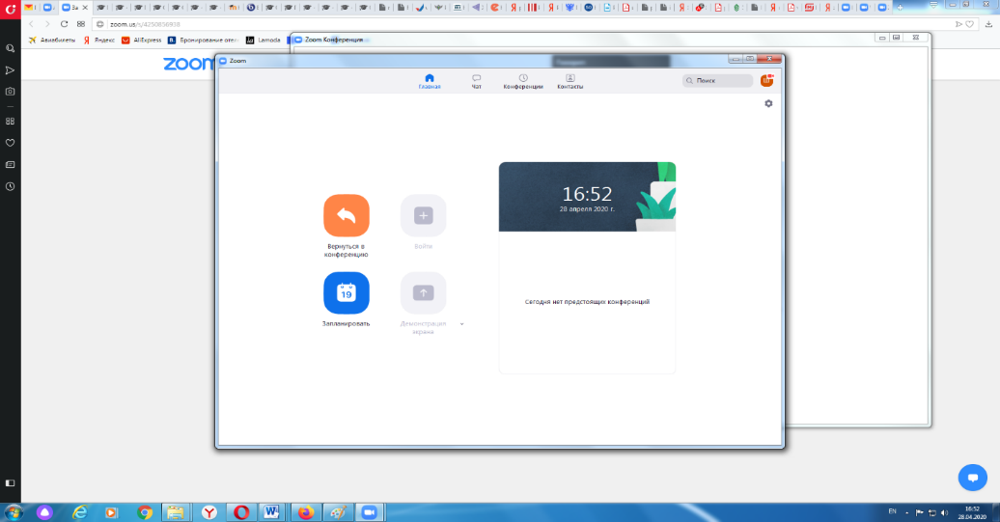 За
zoom.us/s/4250856938
Авиабилеты
Яндекс
AliExpress
Бронирование отел
Lamoda
Zoom Конференция
zoom
Zoom
Главная
Чат
Конференции
Контакты
Поиск
16:52
28 апреля 2020 г.
Вернуться в
конференцию
Войти
19
Запланировать
Демонстрация
экрана
Сегодня нет предстоящих конференций
EN
16:52
28.04.2020